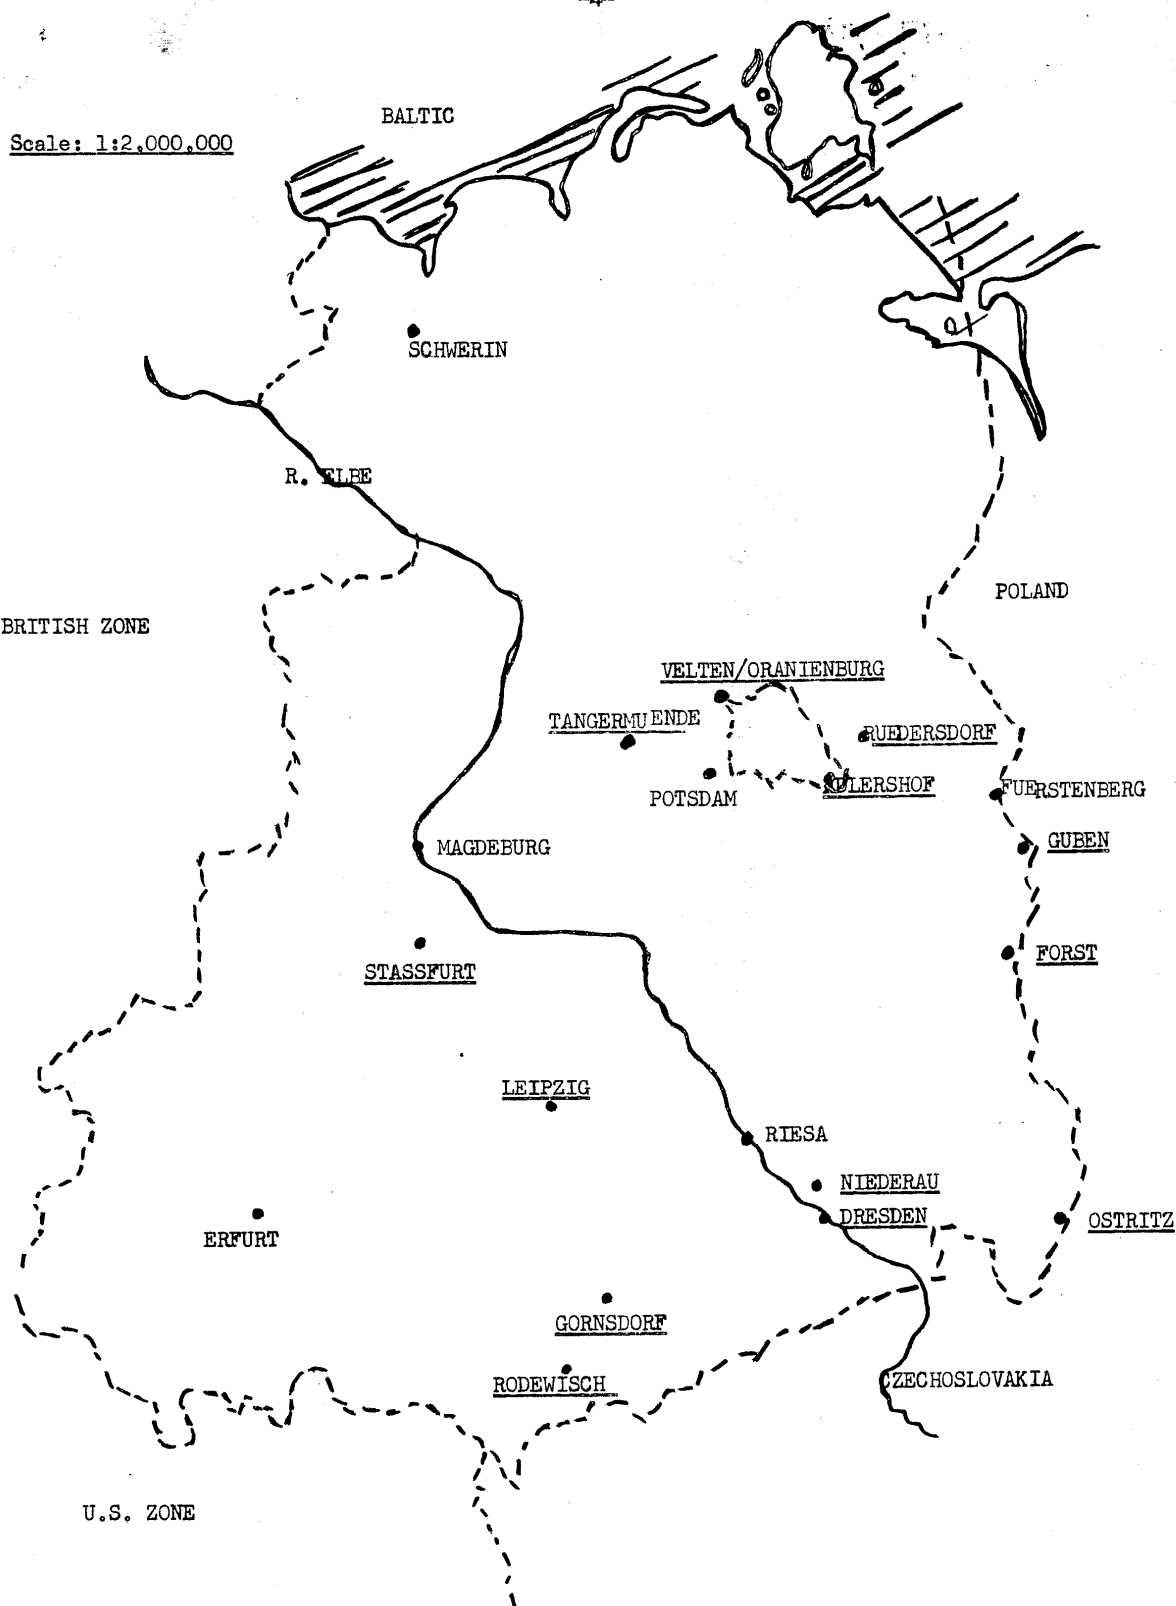 -4-
BALTIC
Scale: 1:2,000,000
SCHWERIN
R. ELBE
POLAND
BRITISH ZONE
VELTEN/ORANIENBURG
TANGERMUENDE
RUEDERSDORF
POTSDAM
ADLERSHOF
FUERSTENBERG
MAGDEBURG
GUBEN
FORST
STASSFURT
LEIPZIG
RIESA
NIEDERAU
DRESDEN
OSTRITZ
ERFURT
GORNSDORF
RODEWISCH
CZECHOSLOVAKIA
U.S. ZONE